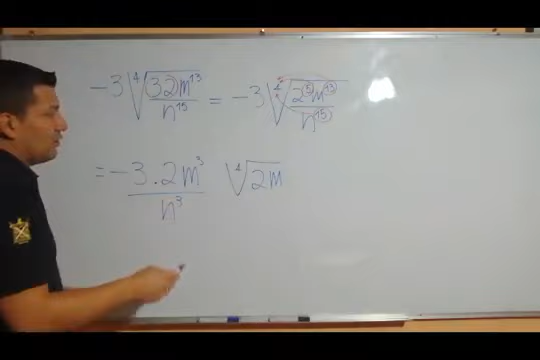 -3 ⁴√(32m¹³/n¹⁵) = -3 ⁴√(2⁵m¹³/n¹⁵)
= -3.2m³/n³ ⁴√2m